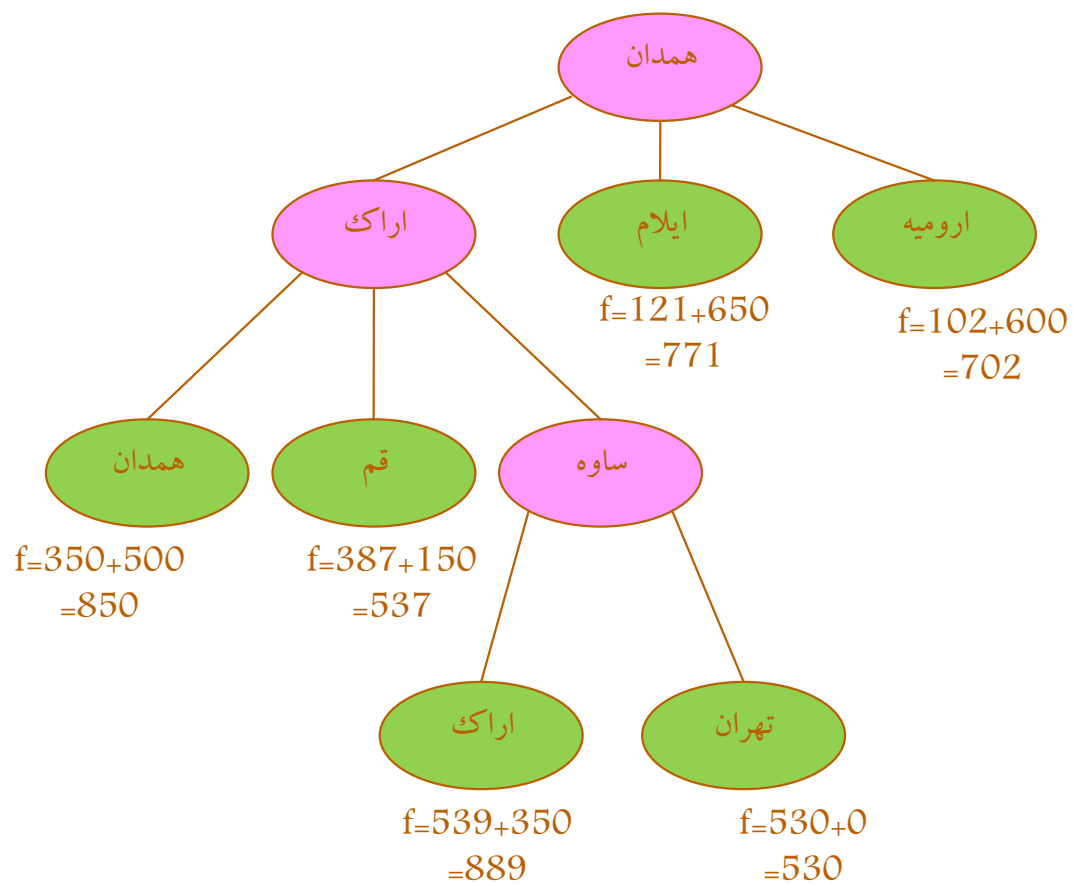 همدان
اراک
ایلام
ارومیه
f=121+650
=771
f=102+600
=702
همدان
قم
ساوه
f=350+500
=850
f=387+150
=537
اراک
تهران
f=539+350
=889
f=530+0
=530